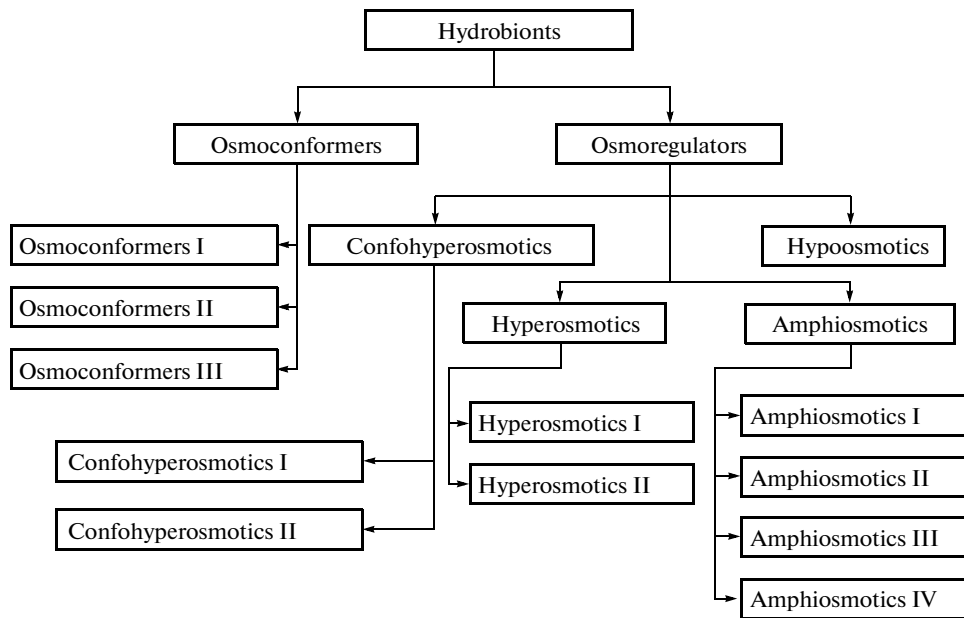 Hydrobionts
Osmoconformers
Osmoregulators
Osmoconformers I
Confohyperosmotics
Hypoosmotics
Osmoconformers II
Hyperosmotics
Amphiosmotics
Osmoconformers III
Hyperosmotics I
Amphiosmotics I
Confohyperosmotics I
Hyperosmotics II
Amphiosmotics II
Confohyperosmotics II
Amphiosmotics III
Amphiosmotics IV